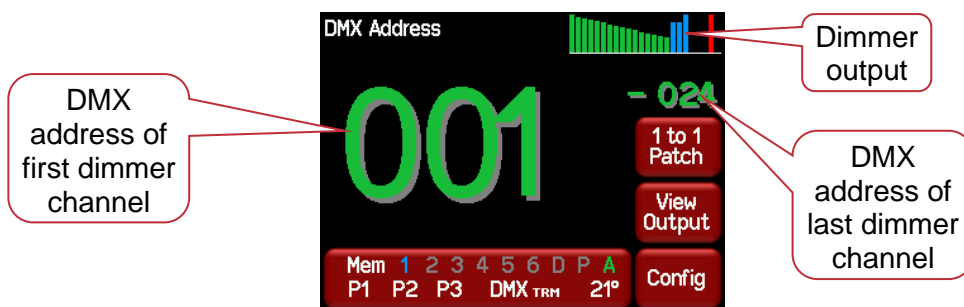 DMX Address
Dimmer
output
DMX
address of
first dimmer
channel
001
- 024
1 to 1
Patch
DMX
address of
last dimmer
channel
View
Output
Mem 1 2 3 4 5 6 D P A
P1 P2 P3 DMX TRM 21°
Config